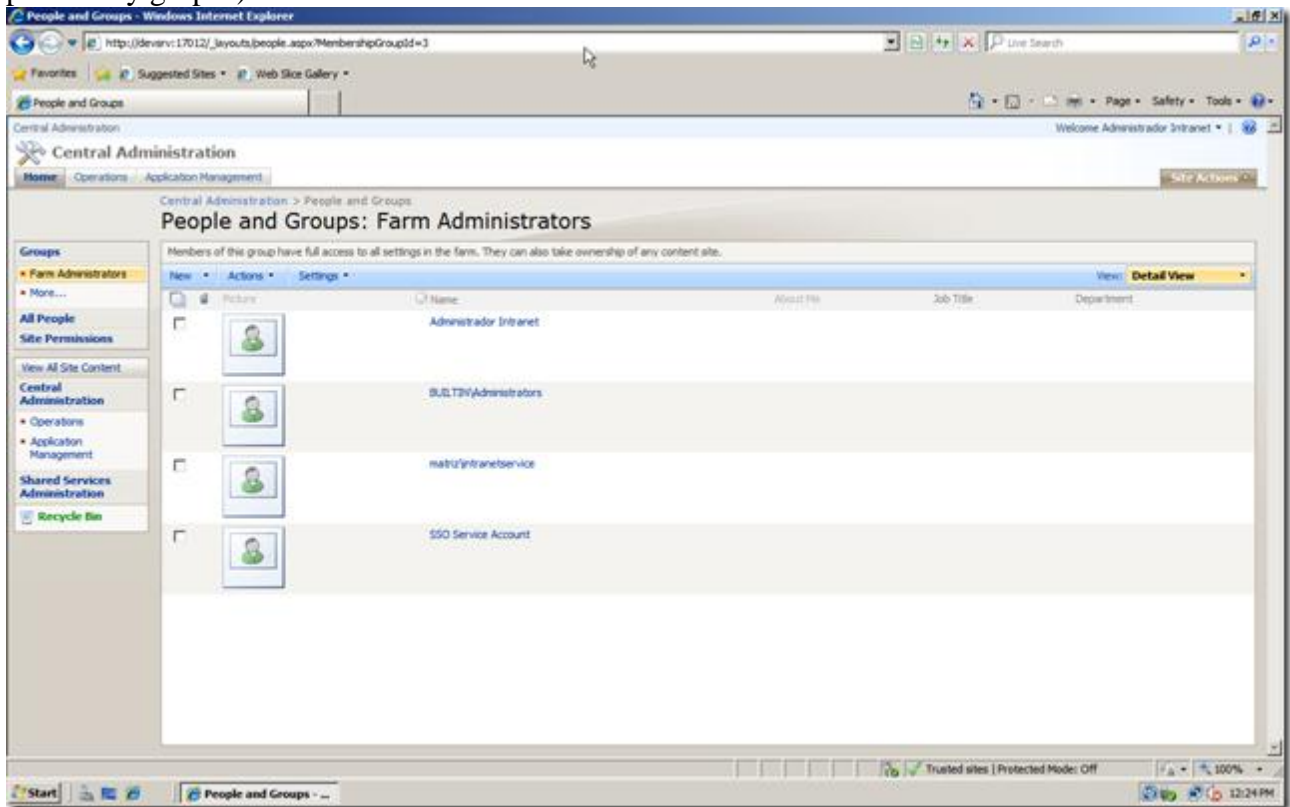 People and Groups - Windows Internet Explorer
http://devsrv:17012/_layouts/people.aspx?MembershipGroupId=3
Live Search
Favorites Suggested Sites Web Slice Gallery
People and Groups
Page Safety Tools
Central Administration
Welcome Administrador Intranet
Central Administration
Home Operations Application Management
Site Actions
Central Administration > People and Groups
People and Groups: Farm Administrators
Groups
Farm Administrators
More...
All People
Site Permissions
View All Site Content
Central
Administration
Operations
Application
Management
Shared Services
Administration
Recycle Bin
Members of this group have full access to all settings in the farm. They can also take ownership of any content site.
New Actions Settings
View: Detail View
Picture Name About Me Job Title Department
Administrador Intranet
BUILTIN\Administrators
matriz\intranetservice
SSO Service Account
Trusted sites | Protected Mode: Off
100%
Start
People and Groups - ...
12:24 PM